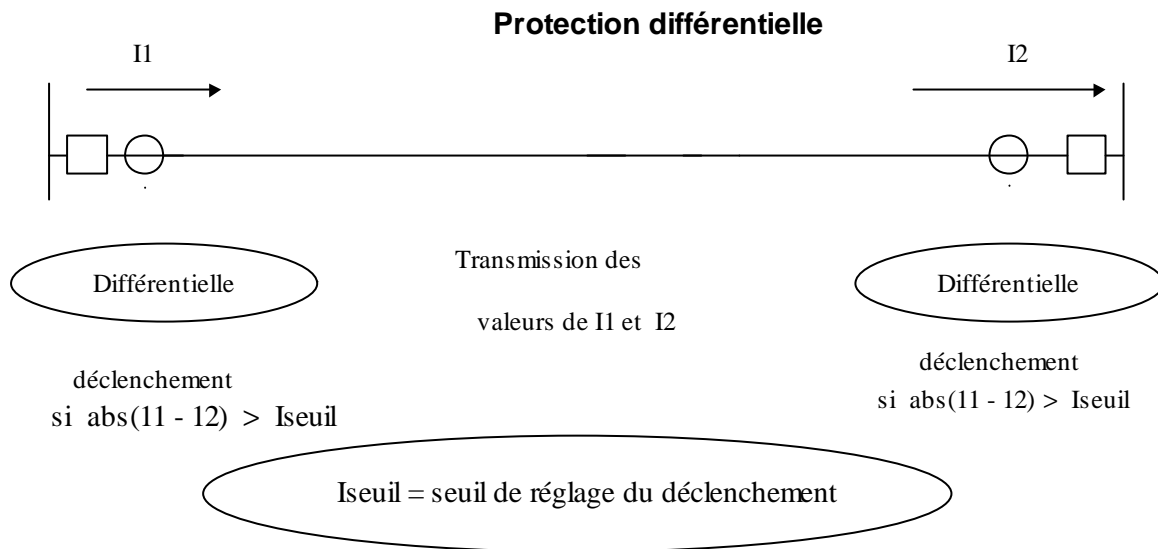 Protection différentielle
I1
I2
Différentielle
Transmission des
valeurs de I1 et I2
Différentielle
déclenchement
si abs(11 - 12) > Iseuil
déclenchement
si abs(11 - 12) > Iseuil
Iseuil = seuil de réglage du déclenchement